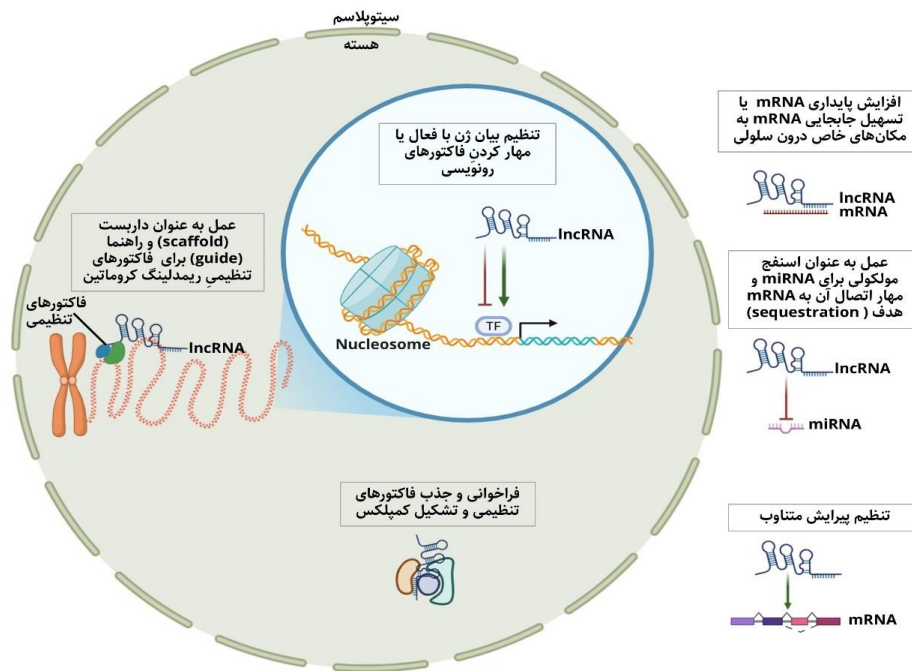 سیتوپلاسم
هسته
تنظیم بیان ژن با فعال یا
مهار کردنِ فاکتورهای
رونویسی
lncRNA
TF
Nucleosome
عمل به عنوان داربست
(scaffold) و راهنما
(guide) برای فاکتورهای
تنظیمیِ ریمدلینگ کروماتین
فاکتورهای
تنظیمی
lncRNA
فراخوانی و جذب فاکتورهای
تنظیمی و تشکیل کمپلکس
افزایش پایداری mRNA یا
تسهیل جابجایی mRNA به
مکان‌های خاص درون سلولی
lncRNA
mRNA
عمل به عنوان اسنفج
مولکولی برای miRNA و
مهار اتصال آن به mRNA
هدف ( sequestration)
lncRNA
miRNA
تنظیم پیرایش متناوب
mRNA